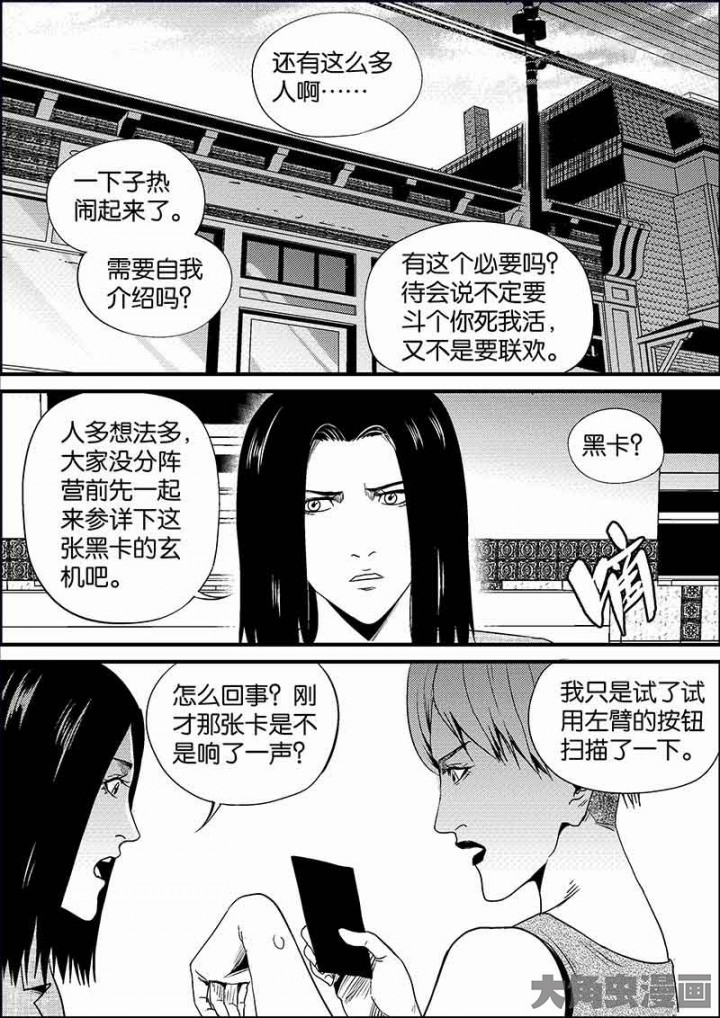 还有这么多
人啊……
一下子热
闹起来了。
需要自我
介绍吗？
有这个必要吗？
待会说不定要
斗个你死我活，
又不是要联欢。
人多想法多，
大家没分阵
营前先一起
来参详下这
张黑卡的玄
机吧。
黑卡？
嘀
怎么回事？刚
才那张卡是不
是响了一声？
我只是试了试
用左臂的按钮
扫描了一下。
大角虫漫画